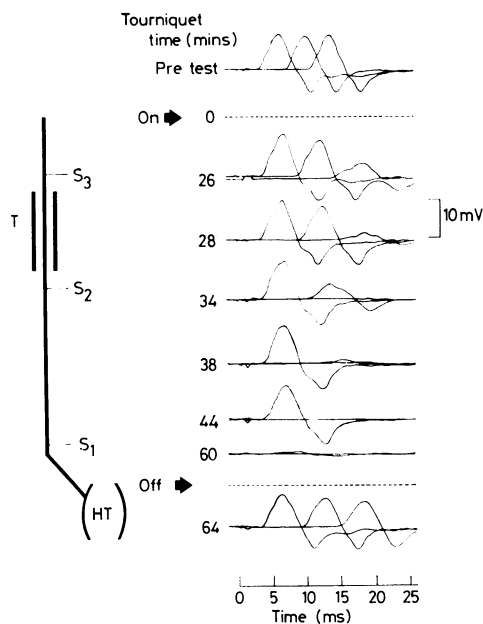 Tourniquet
time (mins)
Pre test
On 0
S3
26
T
10mV
28
S2
34
38
44
S1
60
Off
HT
64
0 5 10 15 20 25
Time (ms)